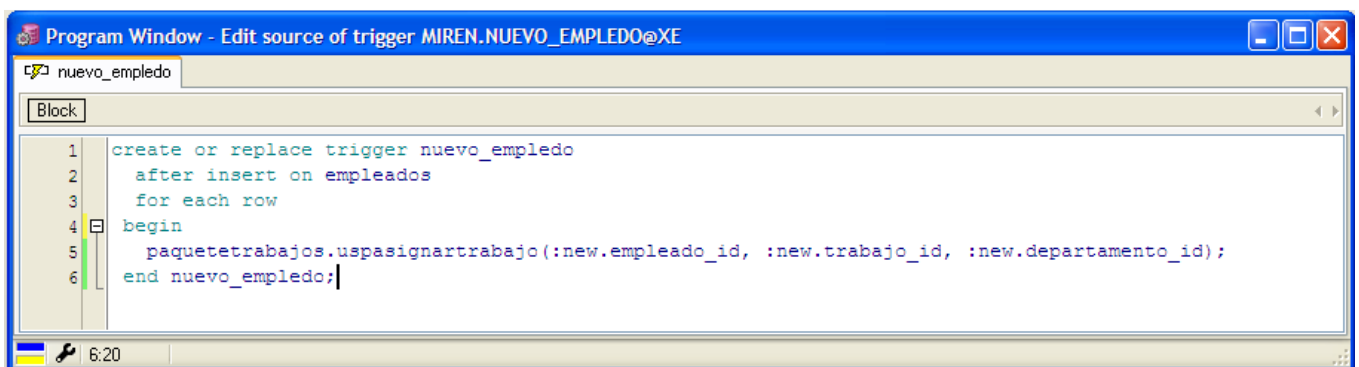 Program Window - Edit source of trigger MIREN.NUEVO_EMPLEDO@XE
nuevo_empledo
Block
1 create or replace trigger nuevo_empledo
2 after insert on empleados
3 for each row
4 begin
5 paquetetrabajos.uspasignartrabajo(:new.empleado_id, :new.trabajo_id, :new.departamento_id);
6 end nuevo_empledo;
6:20